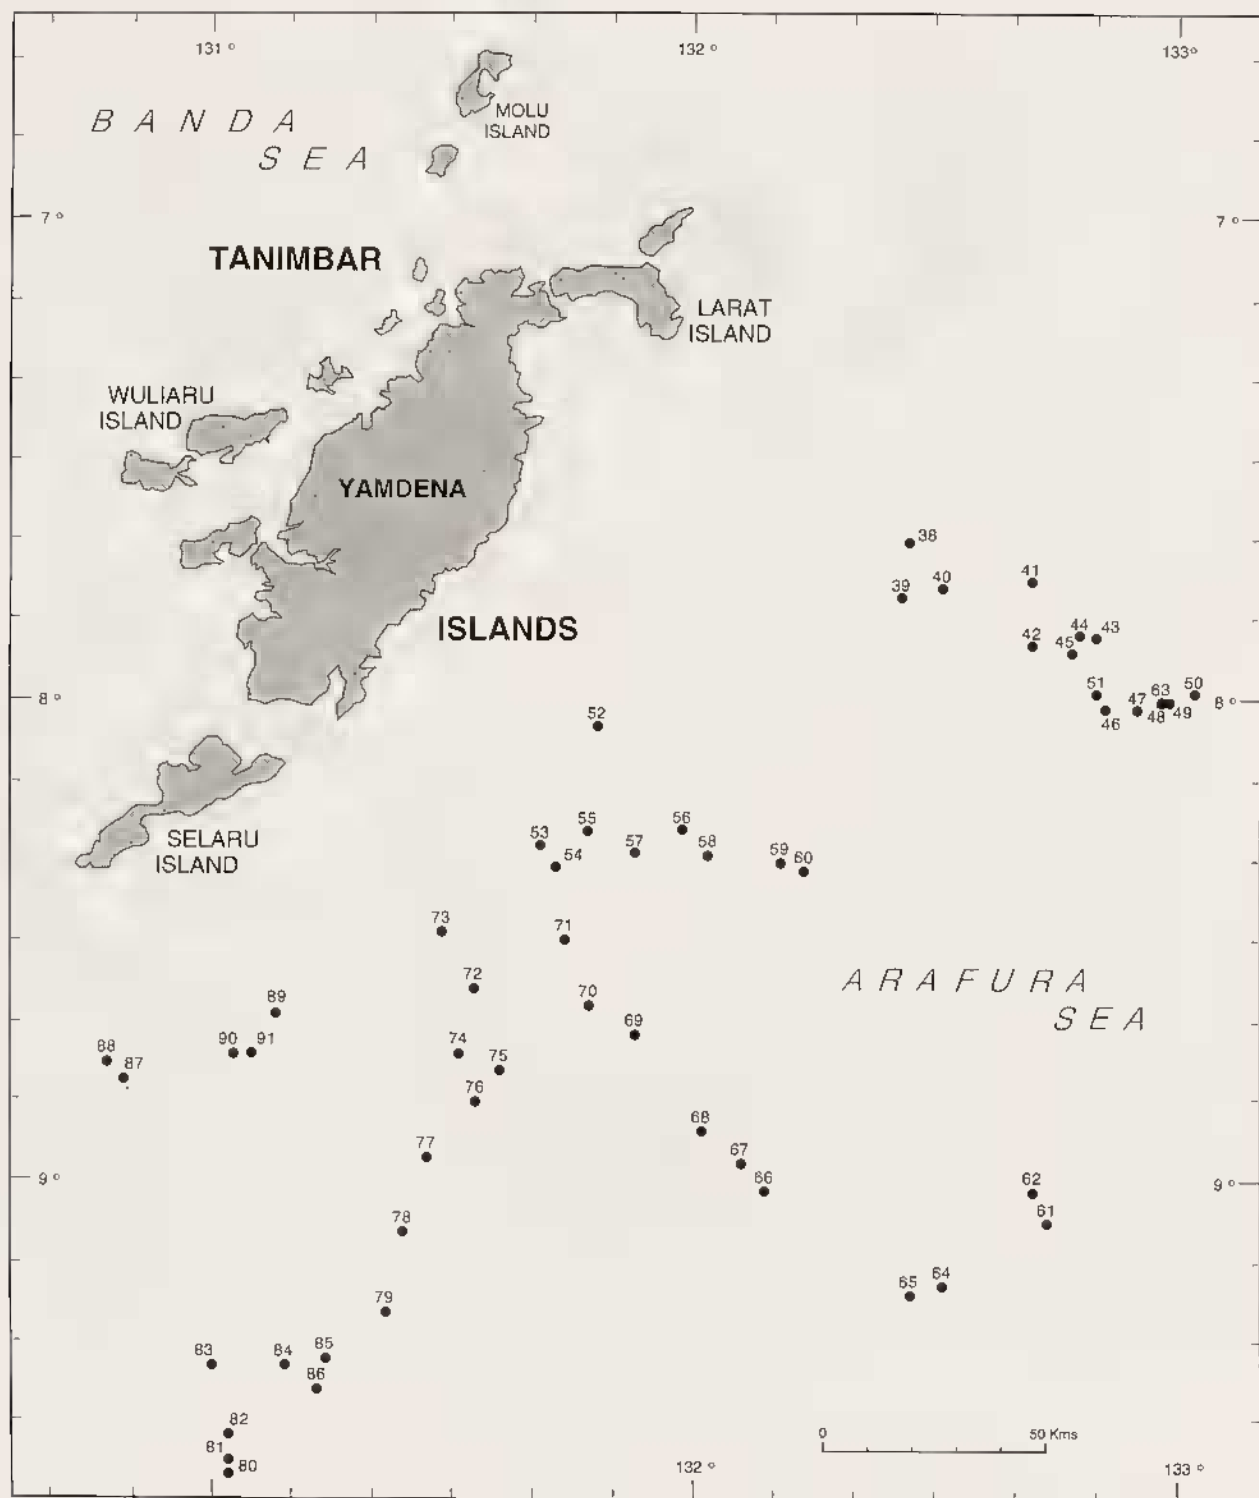 131° 132° 133°
BANDA
SEA
MOLU
ISLAND
7° 7°
TANIMBAR
LARAT
ISLAND
WULIARU
ISLAND
YAMDENA
38
39 40 41
ISLANDS
42 45 44 43
8° 51 47 63 50 8°
46 48 49
52
SELARU
ISLAND
53 55 56
54 57 58 59 60
73 71
ARAFURA
SEA
72 70
89 69
88 87 90 91 74 75
76
68
77 67
66
9° 62 9°
61
78
65 64
79
83 84 85
86
82
81 80
0 50 Kms
132° 133°